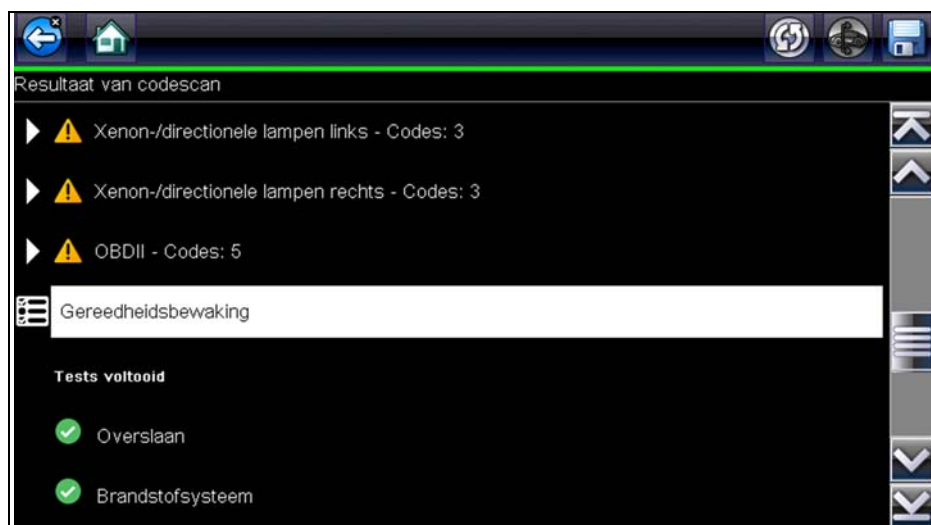 Resultaat van codescan
Xenon-/directionele lampen links - Codes: 3
Xenon-/directionele lampen rechts - Codes: 3
OBDII - Codes: 5
Gereedheidsbewaking
Tests voltooid
Overslaan
Brandstofsysteem